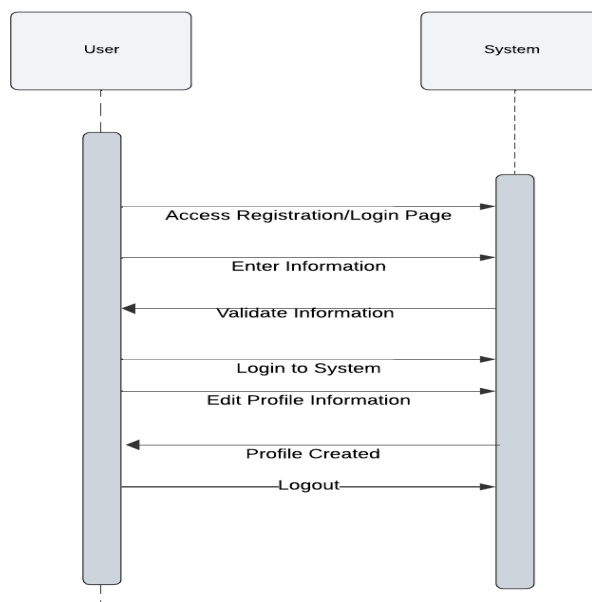 User
System
Access Registration/Login Page
Enter Information
Validate Information
Login to System
Edit Profile Information
Profile Created
Logout